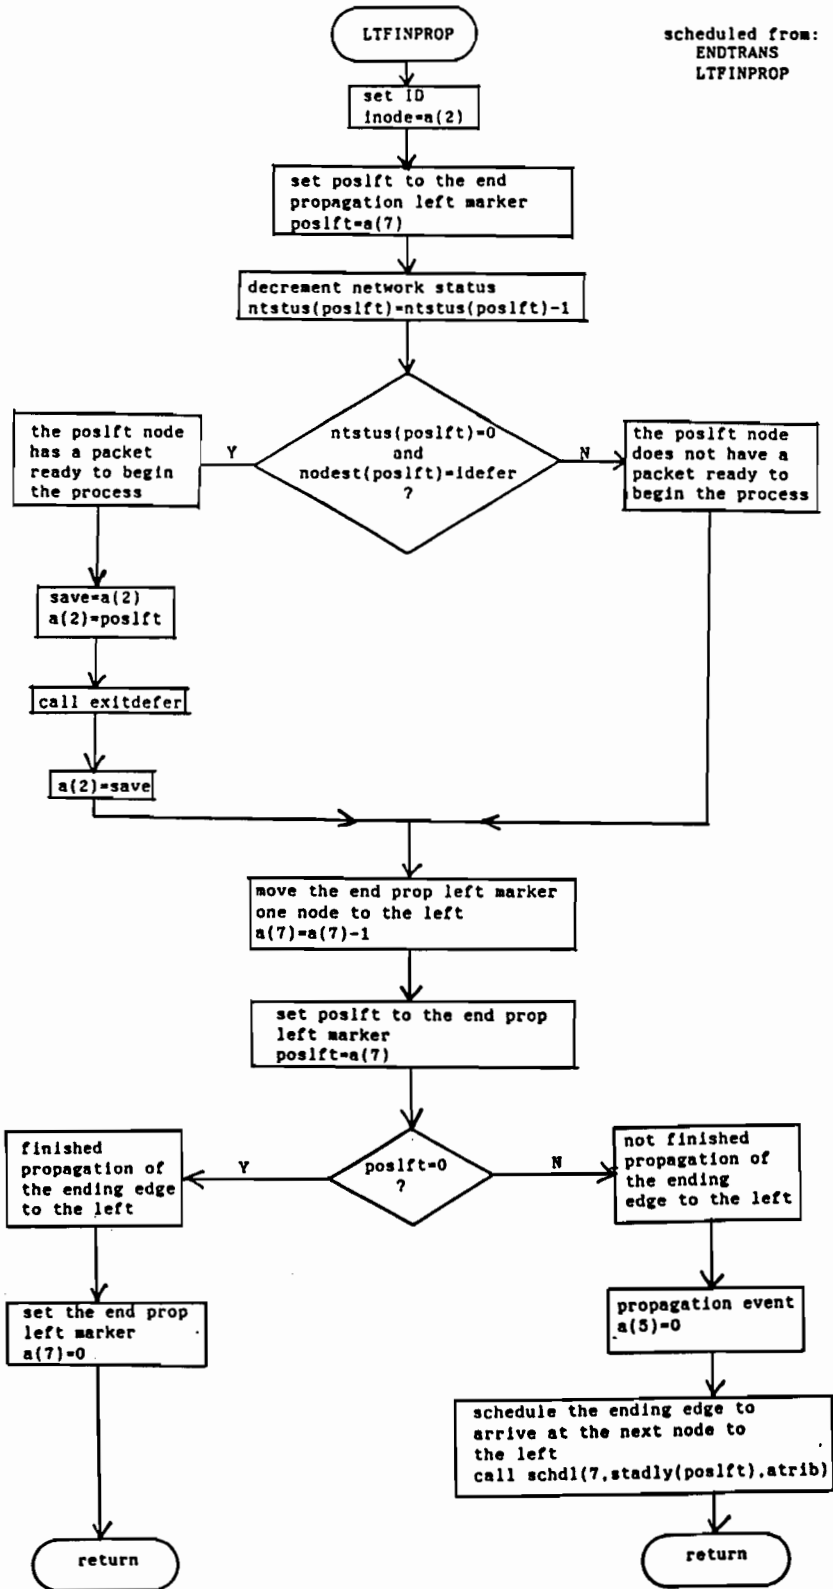 LTFINPROP
scheduled from:
ENDTRANS
LTFINPROP
set ID
inode=a(2)
set poslft to the end
propagation left marker
poslft=a(7)
decrement network status
ntstus(poslft)=ntstus(poslft)-1
ntstus(poslft)=0
and
nodest(poslft)=idefer
?
Y
N
the poslft node
has a packet
ready to begin
the process
the poslft node
does not have a
packet ready to
begin the process
save=a(2)
a(2)=poslft
call exitdefer
a(2)=save
move the end prop left marker
one node to the left
a(7)=a(7)-1
set poslft to the end prop
left marker
poslft=a(7)
poslft=0
?
Y
N
finished
propagation of
the ending edge
to the left
not finished
propagation of
the ending
edge to the left
set the end prop
left marker
a(7)=0
propagation event
a(5)=0
schedule the ending edge to
arrive at the next node to
the left
call schdl(7,stadly(poslft),atrib)
return
return